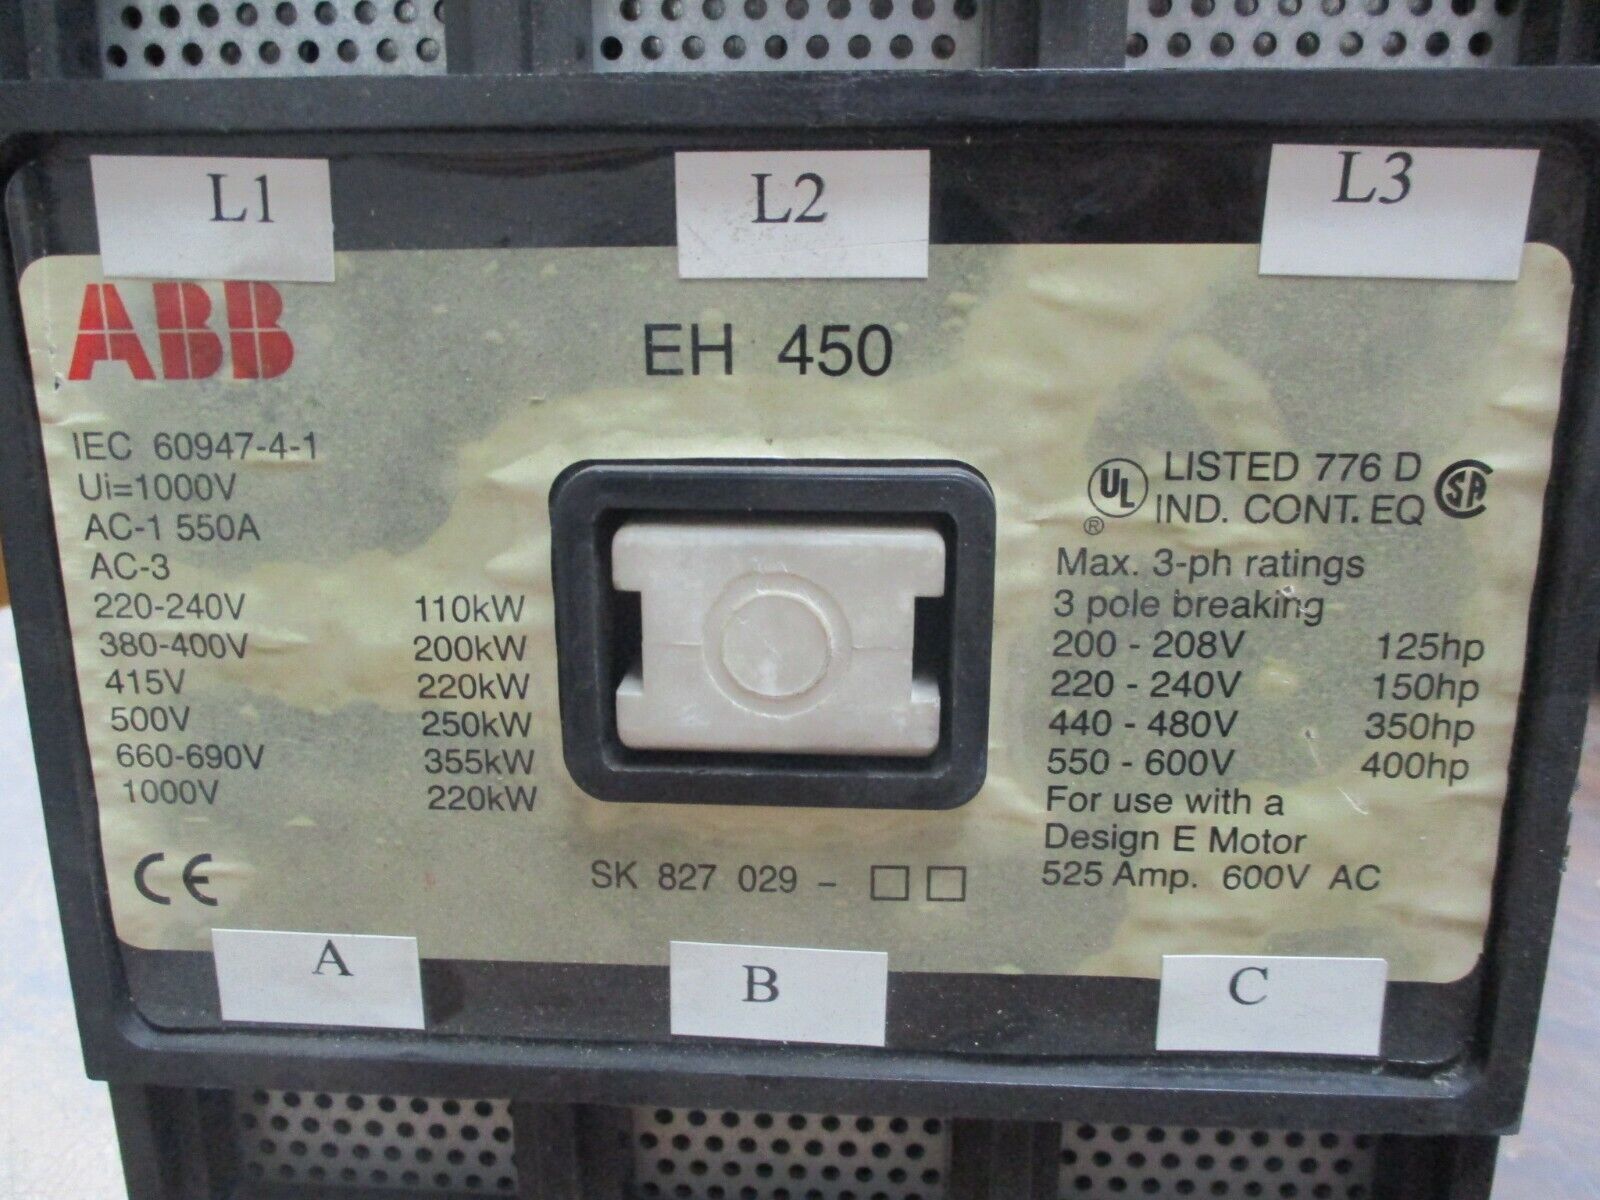 L1
L2
L3
ABB
EH 450
IEC 60947-4-1
Ui=1000V
AC-1 550A
AC-3
220-240V 110kW
380-400V 200kW
415V 220kW
500V 250kW
660-690V 355kW
1000V 220kW
CE
SK 827 029 - □ □
UL ®
LISTED 776 D
IND. CONT. EQ
SA
Max. 3-ph ratings
3 pole breaking
200 - 208V 125hp
220 - 240V 150hp
440 - 480V 350hp
550 - 600V 400hp
For use with a
Design E Motor
525 Amp. 600V AC
A
B
C